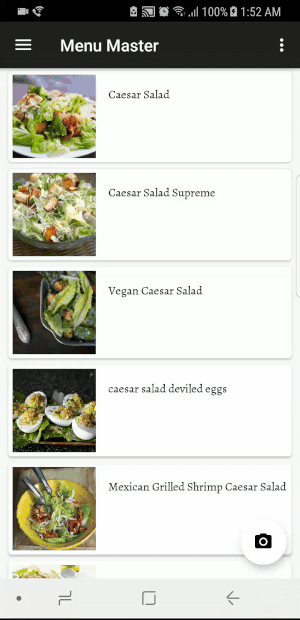 100% 1:52 AM
Menu Master
Caesar Salad
Caesar Salad Supreme
Vegan Caesar Salad
caesar salad deviled eggs
Mexican Grilled Shrimp Caesar Salad